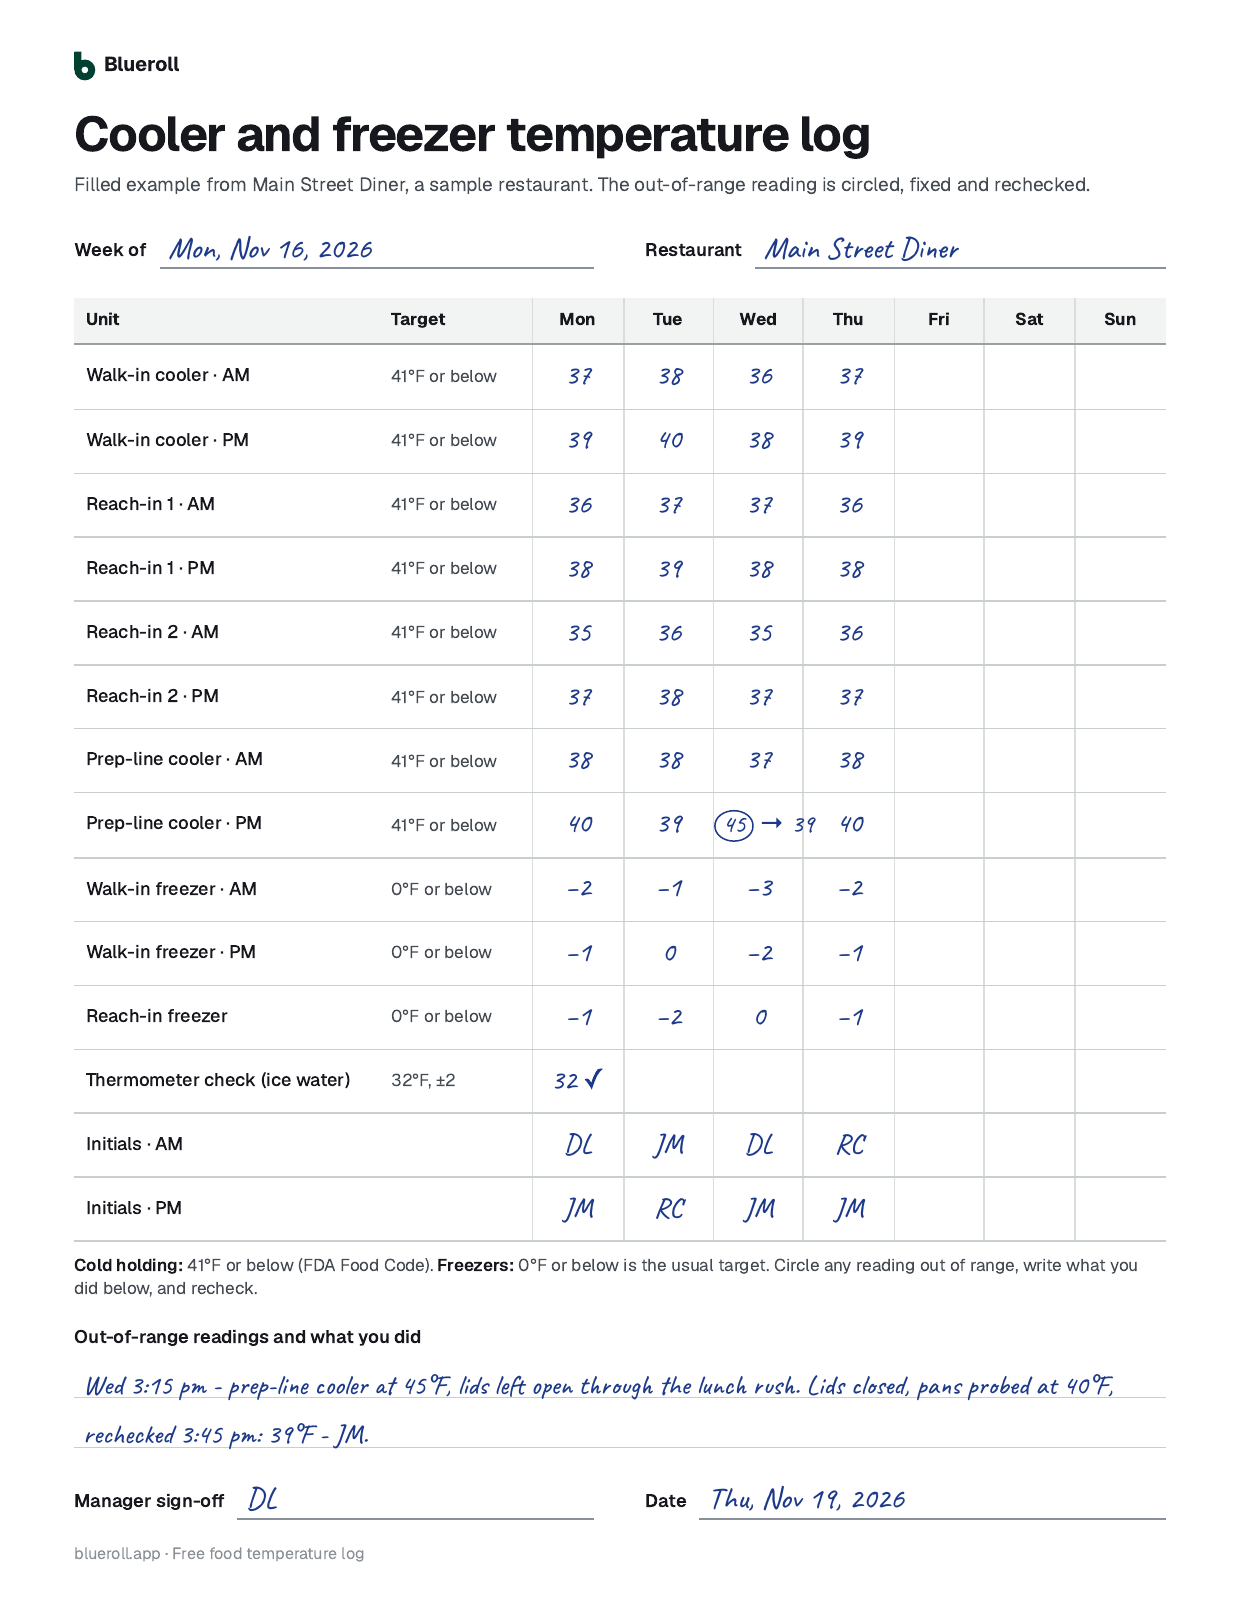 Blueroll
Cooler and freezer temperature log
Filled example from Main Street Diner, a sample restaurant. The out-of-range reading is circled, fixed and rechecked.
Week of Mon, Nov 16, 2026 Restaurant Main Street Diner
Unit Target Mon Tue Wed Thu Fri Sat Sun
Walk-in cooler · AM 41°F or below 37 38 36 37
Walk-in cooler · PM 41°F or below 39 40 38 39
Reach-in 1 · AM 41°F or below 36 37 37 36
Reach-in 1 · PM 41°F or below 38 39 38 38
Reach-in 2 · AM 41°F or below 35 36 35 36
Reach-in 2 · PM 41°F or below 37 38 37 37
Prep-line cooler · AM 41°F or below 38 38 37 38
Prep-line cooler · PM 41°F or below 40 39 45 → 39 40
Walk-in freezer · AM 0°F or below –2 –1 –3 –2
Walk-in freezer · PM 0°F or below –1 0 –2 –1
Reach-in freezer 0°F or below –1 –2 0 –1
Thermometer check (ice water) 32°F, ±2 32 ✓
Initials · AM DL JM DL RC
Initials · PM JM RC JM JM
Cold holding: 41°F or below (FDA Food Code). Freezers: 0°F or below is the usual target. Circle any reading out of range, write what you
did below, and recheck.
Out-of-range readings and what you did
Wed 3:15 pm - prep-line cooler at 45°F, lids left open through the lunch rush. Lids closed, pans probed at 40°F,
rechecked 3:45 pm: 39°F - JM.
Manager sign-off DL Date Thu, Nov 19, 2026
blueroll.app · Free food temperature log